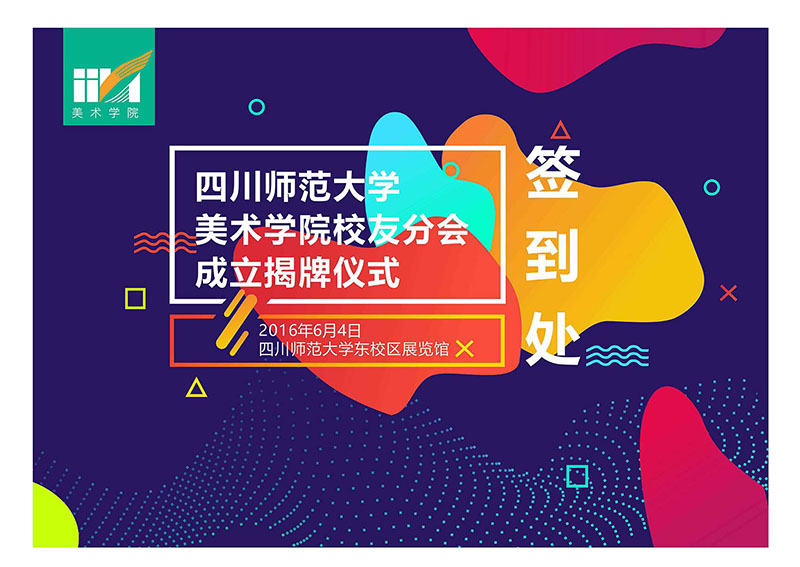 美术学院
四川师范大学
美术学院校友分会
成立揭牌仪式
2016年6月4日
四川师范大学东校区展览馆
签到处